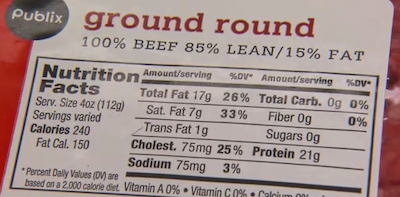 Publix
ground round
100% BEEF 85% LEAN/15% FAT
Nutrition Facts
Serv. Size 4oz (112g)
Servings varied
Calories 240
Fat Cal. 150
*Percent Daily Values (DV) are
based on a 2,000 calorie diet.
Amount/serving %DV* Amount/serving %DV*
Total Fat 17g 26% Total Carb. 0g 0%
Sat. Fat 7g 33% Fiber 0g 0%
Trans Fat 1g Sugars 0g
Cholest. 75mg 25% Protein 21g
Sodium 75mg 3%
Vitamin A 0% • Vitamin C 0% • Calcium